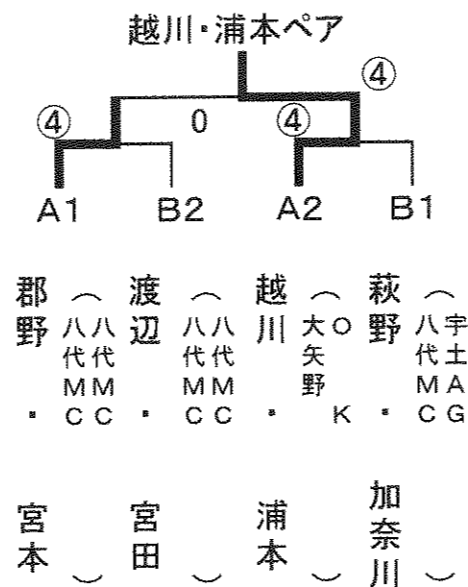 越川・浦本ペア
④
④ 0 ④
A1 B2 A2 B1
郡野・宮本
(八代MC
八代MC)
渡辺・宮田
(八代MC
八代MC)
越川・浦本
(OK
大矢野)
萩野・加奈川
(宇土AG
八代MC)